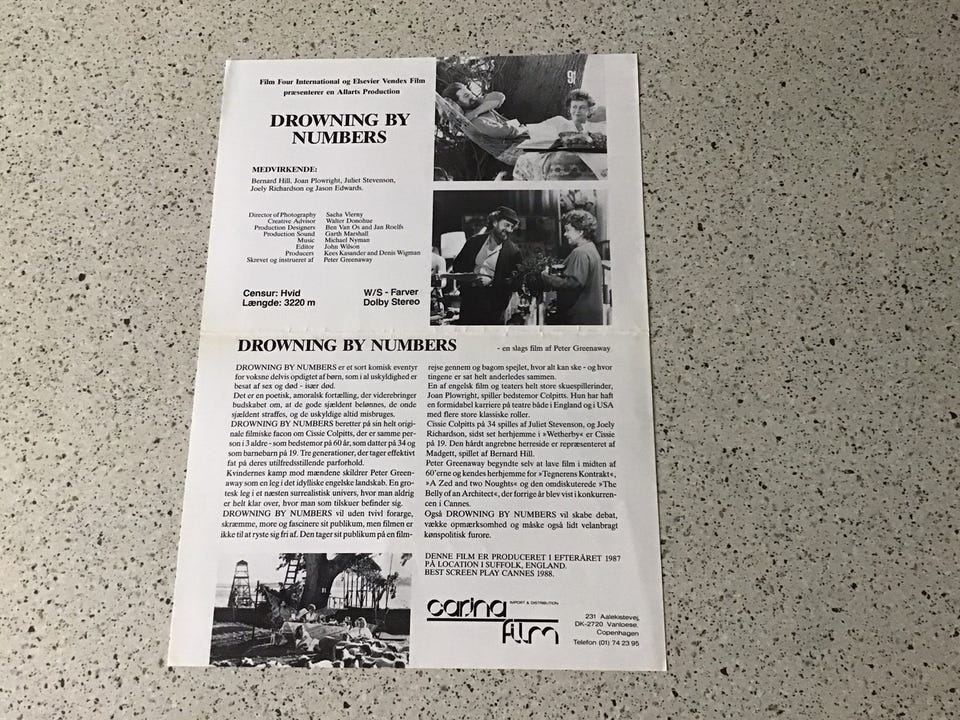 Film Four International og Elsevier Vendex Film
præsenterer en Allarts Production
DROWNING BY
NUMBERS
MEDVIRKENDE:
Bernard Hill, Joan Plowright, Juliet Stevenson,
Joely Richardson og Jason Edwards.
Director of Photography Sacha Vierny
Creative Advisor Walter Donohue
Production Designers Ben Van Os and Jan Roelfs
Production Sound Garth Marshall
Music Michael Nyman
Editor John Wilson
Producers Kees Kasander and Denis Wigman
Skrevet og instrueret af Peter Greenaway
Censur: Hvid W/S - Farver
Længde: 3220 m Dolby Stereo
91
DROWNING BY NUMBERS - en slags film af Peter Greenaway
DROWNING BY NUMBERS er et sort komisk eventyr
for voksne delvis opdigtet af børn, som i al uskyldighed er
besat af sex og død - især død.
Det er en poetisk, amoralsk fortælling, der viderebringer
budskabet om, at de gode sjældent belønnes, de onde
sjældent straffes, og de uskyldige altid misbruges.
DROWNING BY NUMBERS beretter på sin helt origi-
nale filmiske facon om Cissie Colpitts, der er samme per-
son i 3 aldre - som bedstemor på 60 år, som datter på 34 og
som barnebarn på 19. Tre generationer, der tager effektivt
fat på deres utilfredsstillende parforhold.
Kvindernes kamp mod mændene skildrer Peter Green-
away som en leg i det idylliske engelske landskab. En gro-
tesk leg i et næsten surrealistisk univers, hvor man aldrig
er helt klar over, hvor man som tilskuer befinder sig.
DROWNING BY NUMBERS vil uden tvivl forarge,
skræmme, more og fascinere sit publikum, men filmen er
ikke til at ryste sig fri af. Den tager sit publikum på en film-
rejse gennem og bagom spejlet, hvor alt kan ske - og hvor
tingene er sat helt anderledes sammen.
En af engelsk film og teaters helt store skuespillerinder,
Joan Plowright, spiller bedstemor Colpitts. Hun har haft
en formidabel karriere på teatre både i England og i USA
med flere store klassiske roller.
Cissie Colpitts på 34 spilles af Juliet Stevenson, og Joely
Richardson, sidst set herhjemme i »Wetherby« er Cissie
på 19. Den hårdt angrebne herreside er repræsenteret af
Madgett, spillet af Bernard Hill.
Peter Greenaway begyndte selv at lave film i midten af
60'erne og kendes herhjemme for »Tegnerens Kontrakt«,
»A Zed and two Noughts« og den omdiskuterede »The
Belly of an Architect«, der forrige år blev vist i konkurren-
cen i Cannes.
Også DROWNING BY NUMBERS vil skabe debat,
vække opmærksomhed og måske også lidt velanbragt
kønspolitisk furore.
DENNE FILM ER PRODUCERET I EFTERÅRET 1987
PÅ LOCATION I SUFFOLK, ENGLAND.
BEST SCREEN PLAY CANNES 1988.
carina IMPORT & DISTRIBUTION
film
231 Aalekistevej
DK-2720 Vanloese.
Copenhagen
Telefon (01) 74 23 95